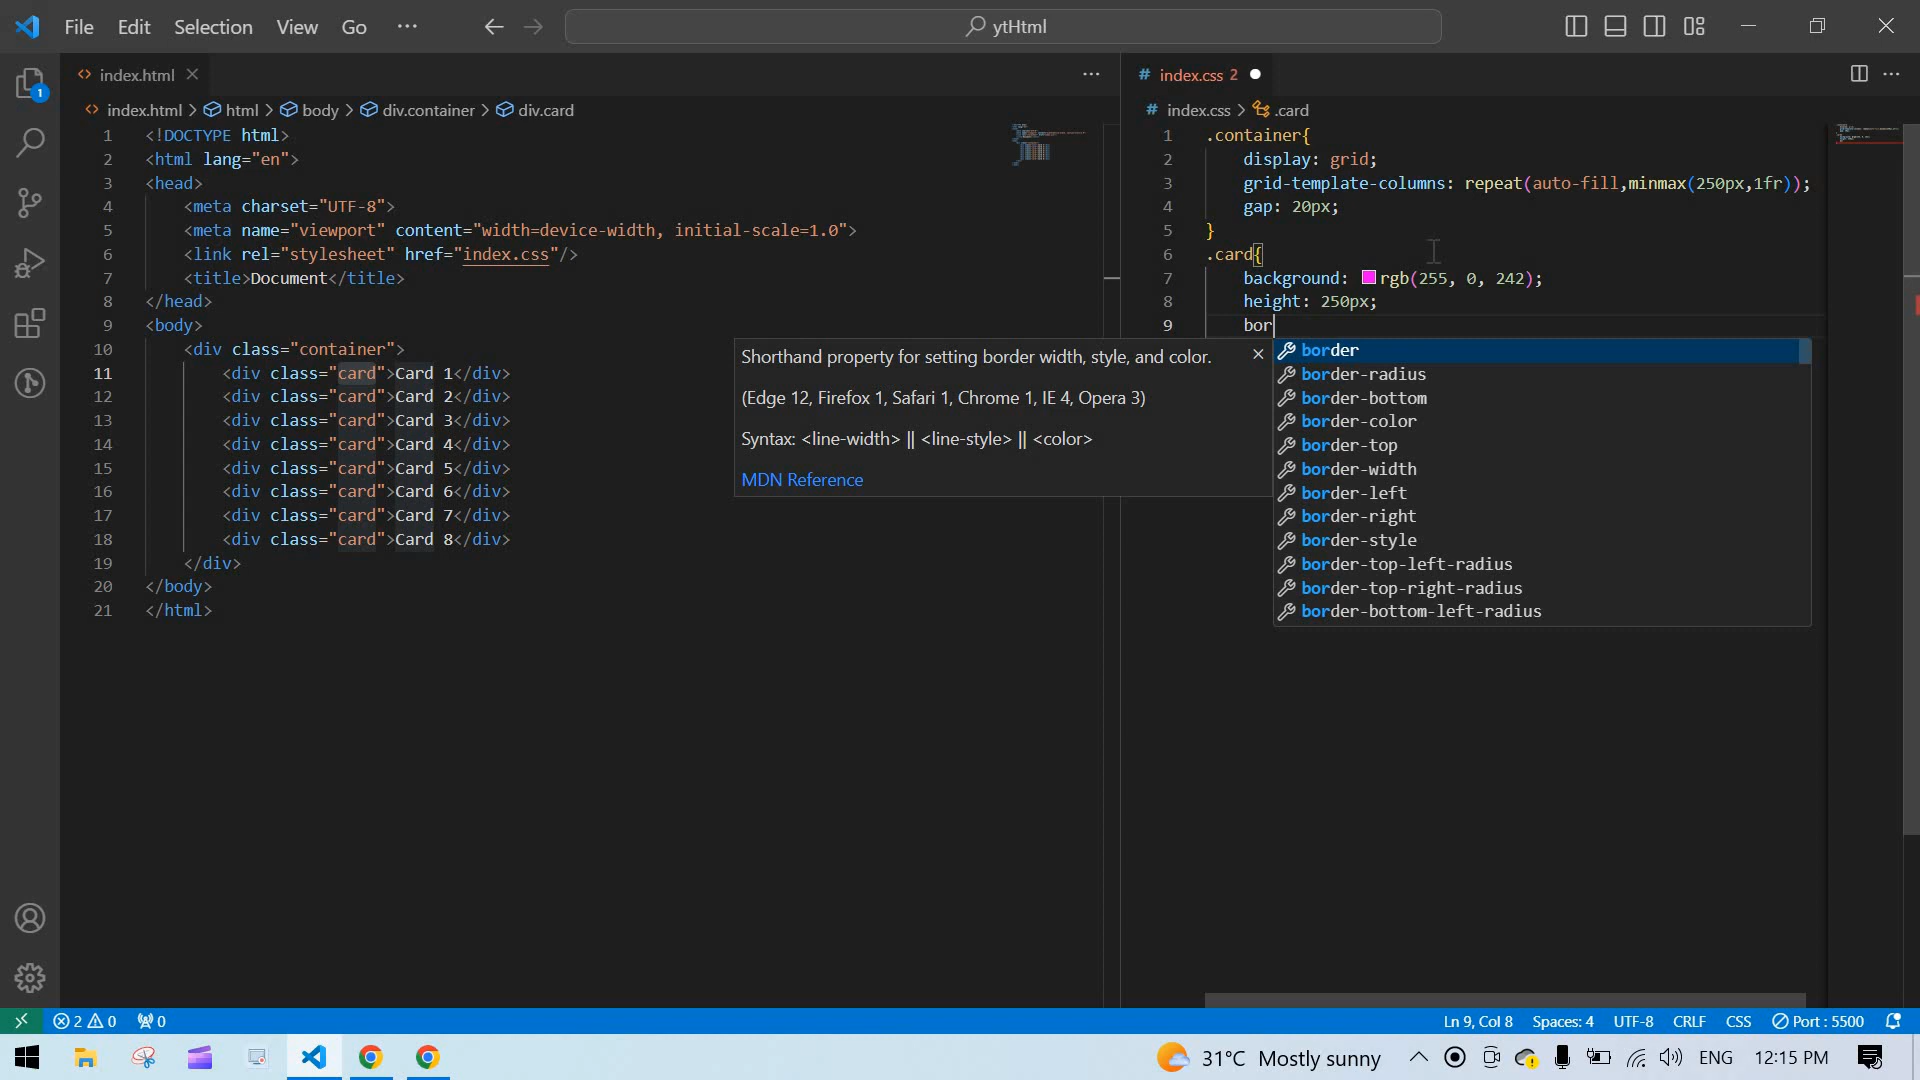 File Edit Selection View Go ··· ytHtml
index.html
index.html > html > body > div.container > div.card
1 <!DOCTYPE html>
2 <html lang="en">
3 <head>
4 <meta charset="UTF-8">
5 <meta name="viewport" content="width=device-width, initial-scale=1.0">
6 <link rel="stylesheet" href="index.css"/>
7 <title>Document</title>
8 </head>
9 <body>
10 <div class="container">
11 <div class="card">Card 1</div>
12 <div class="card">Card 2</div>
13 <div class="card">Card 3</div>
14 <div class="card">Card 4</div>
15 <div class="card">Card 5</div>
16 <div class="card">Card 6</div>
17 <div class="card">Card 7</div>
18 <div class="card">Card 8</div>
19 </div>
20 </body>
21 </html>
# index.css 2
# index.css > .card
1 .container{
2 display: grid;
3 grid-template-columns: repeat(auto-fill,minmax(250px,1fr));
4 gap: 20px;
5 }
6 .card{
7 background: rgb(255, 0, 242);
8 height: 250px;
9 bor
Shorthand property for setting border width, style, and color.
(Edge 12, Firefox 1, Safari 1, Chrome 1, IE 4, Opera 3)
Syntax: <line-width> || <line-style> || <color>
MDN Reference
border
border-radius
border-bottom
border-color
border-top
border-width
border-left
border-right
border-style
border-top-left-radius
border-top-right-radius
border-bottom-left-radius
1
2 0 0 Ln 9, Col 8 Spaces: 4 UTF-8 CRLF CSS Port : 5500
31°C Mostly sunny ENG 12:15 PM